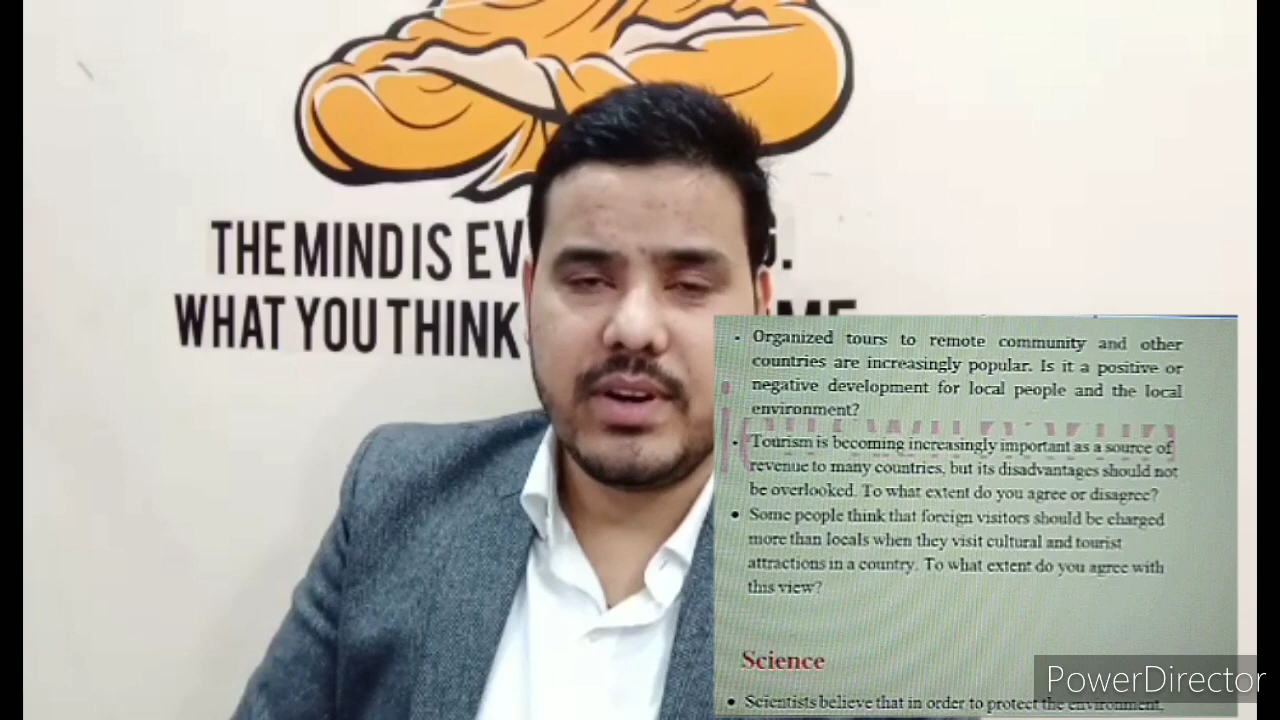 THE MIND IS EV G.
WHAT YOU THINK OME
• Organized tours to remote community and other
countries are increasingly popular. Is it a positive or
negative development for local people and the local
environment?
• Tourism is becoming increasingly important as a source of
revenue to many countries, but its disadvantages should not
be overlooked. To what extent do you agree or disagree?
• Some people think that foreign visitors should be charged
more than locals when they visit cultural and tourist
attractions in a country. To what extent do you agree with
this view?
Science
• Scientists believe that in order to protect the environment,
PowerDirector